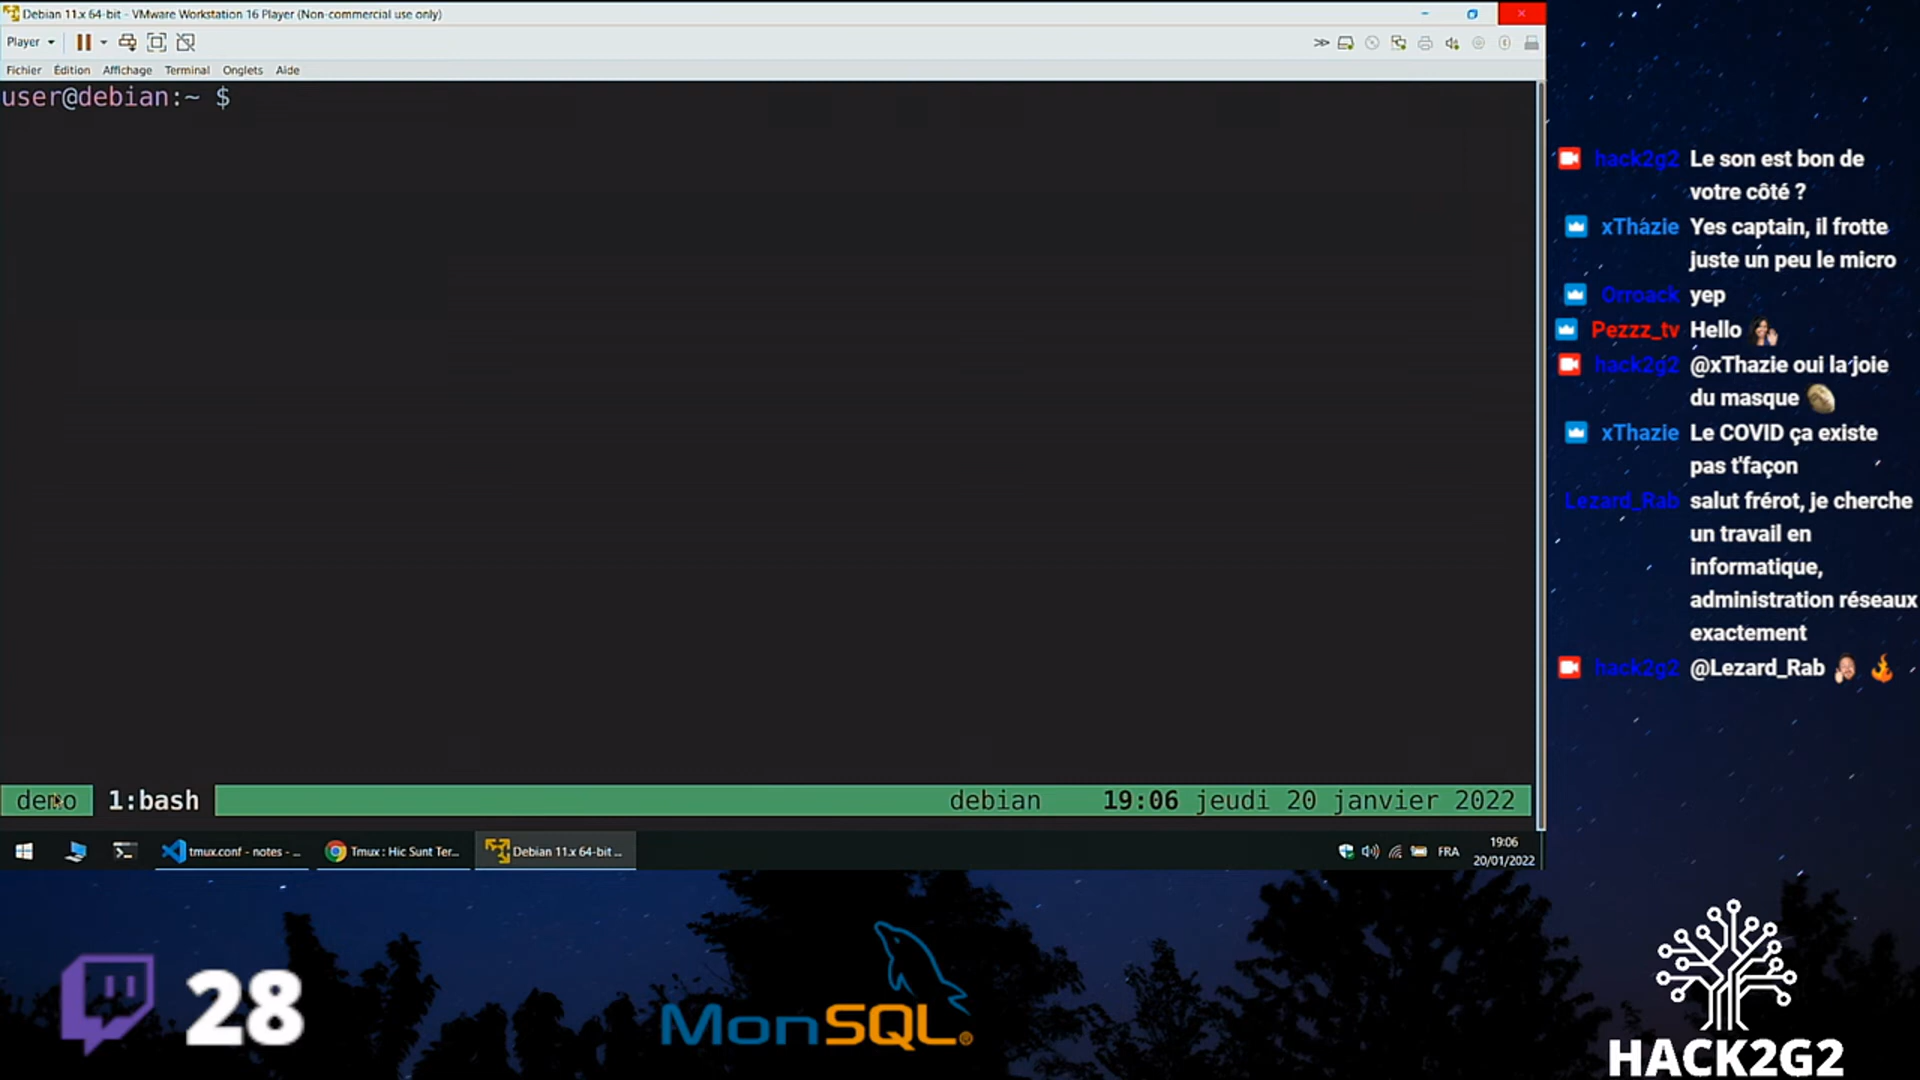 Debian 11.x 64-bit - VMware Workstation 16 Player (Non-commercial use only)
Player
Fichier Édition Affichage Terminal Onglets Aide
user@debian:~ $
demo 1:bash debian 19:06 jeudi 20 janvier 2022
tmux.conf - notes - ...
Tmux : Hic Sunt Ter...
Debian 11.x 64-bit ...
FRA
19:06
20/01/2022
hack2g2 Le son est bon de
votre côté ?
xThazie Yes captain, il frotte
juste un peu le micro
Orroack yep
Pezzz_tv Hello
hack2g2 @xThazie oui la joie
du masque
xThazie Le COVID ça existe
pas t'façon
Lezard_Rab salut frérot, je cherche
un travail en
informatique,
administration réseaux
exactement
hack2g2 @Lezard_Rab
28
MonSQL®
HACK2G2